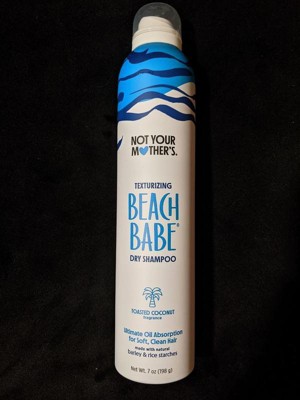 NOT YOUR
MOTHER'S.
TEXTURIZING
BEACH
BABE®
DRY SHAMPOO
TOASTED COCONUT
fragrance
Ultimate Oil Absorption
for Soft, Clean Hair
made with natural
barley & rice starches
Net Wt. 7 oz (198 g)